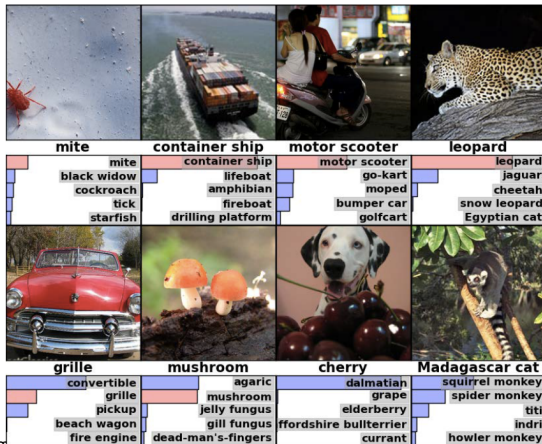 mite
container ship
motor scooter
leopard
mite
black widow
cockroach
tick
starfish
container ship
lifeboat
amphibian
fireboat
drilling platform
motor scooter
go-kart
moped
bumper car
golfcart
leopard
jaguar
cheetah
snow leopard
Egyptian cat
grille
mushroom
cherry
Madagascar cat
convertible
grille
pickup
beach wagon
fire engine
agaric
mushroom
jelly fungus
gill fungus
dead-man's-fingers
dalmatian
grape
elderberry
ffordshire bullterrier
currant
squirrel monkey
spider monkey
titi
indri
howler monkey